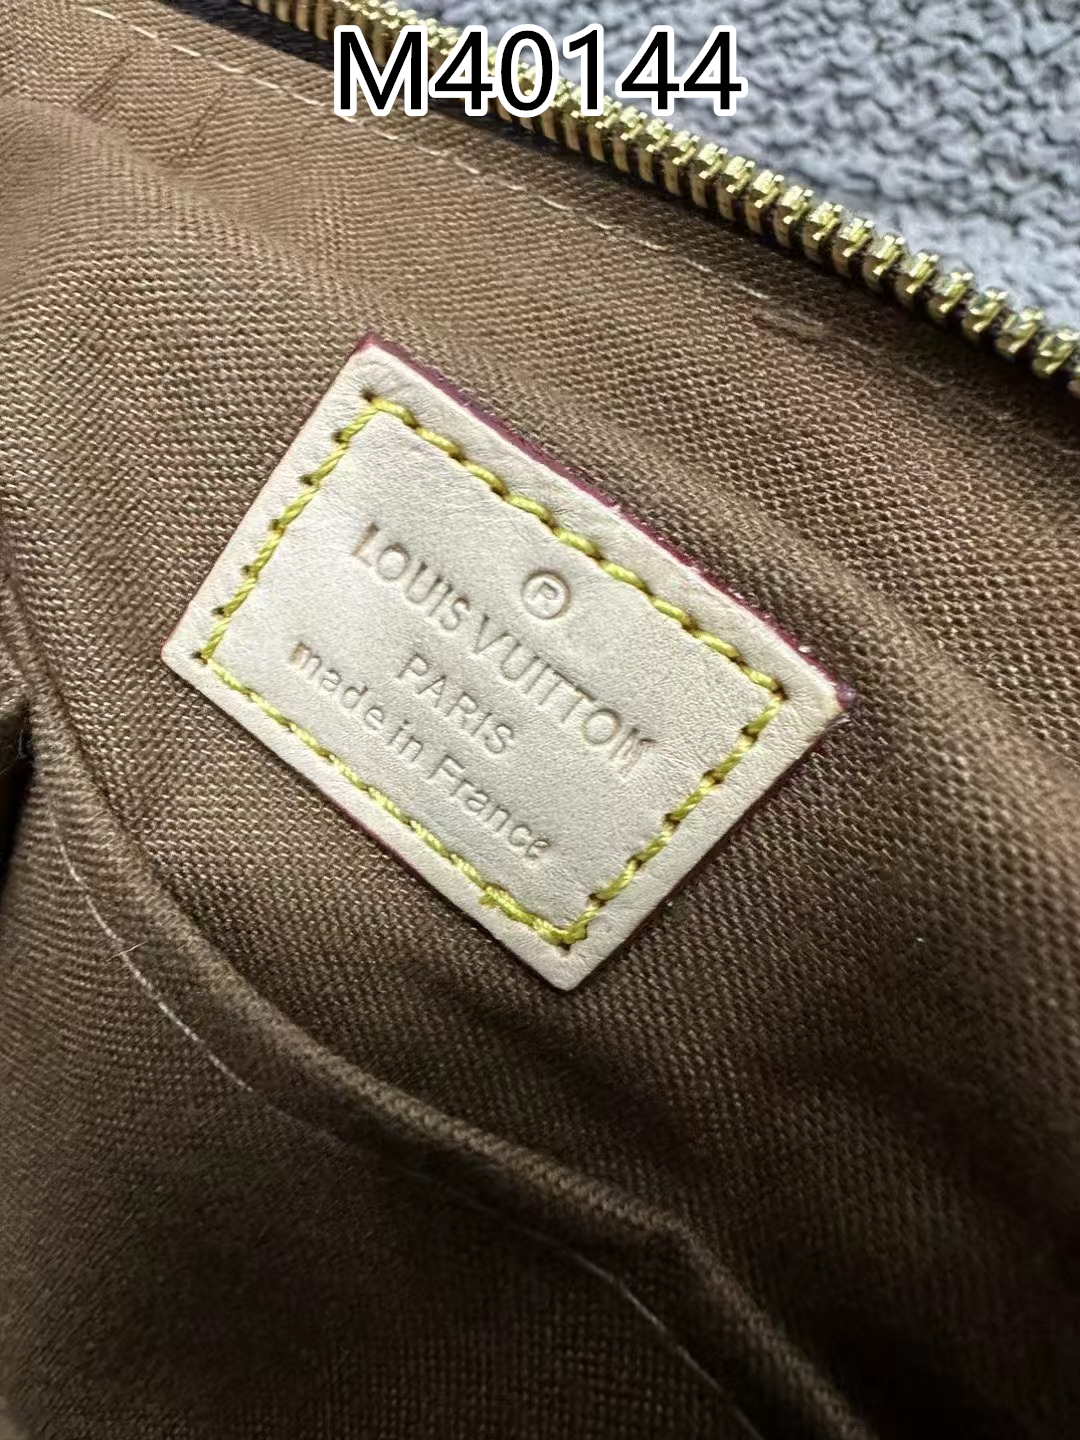 M40144
®
LOUIS VUITTON
PARIS
made in France